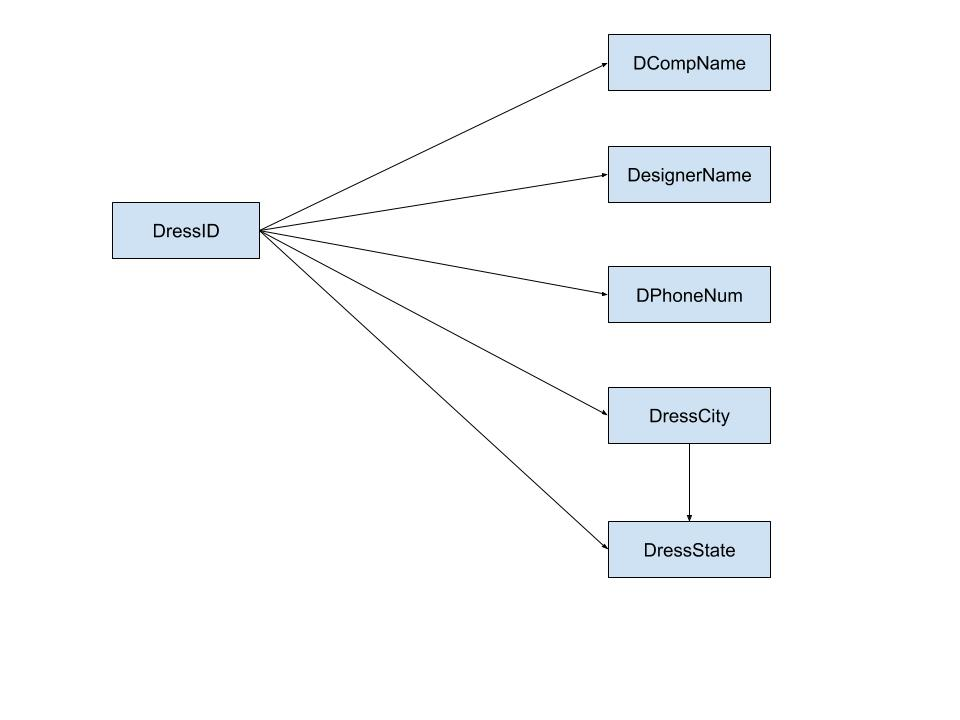 DCompName
DesignerName
DressID
DPhoneNum
DressCity
DressState